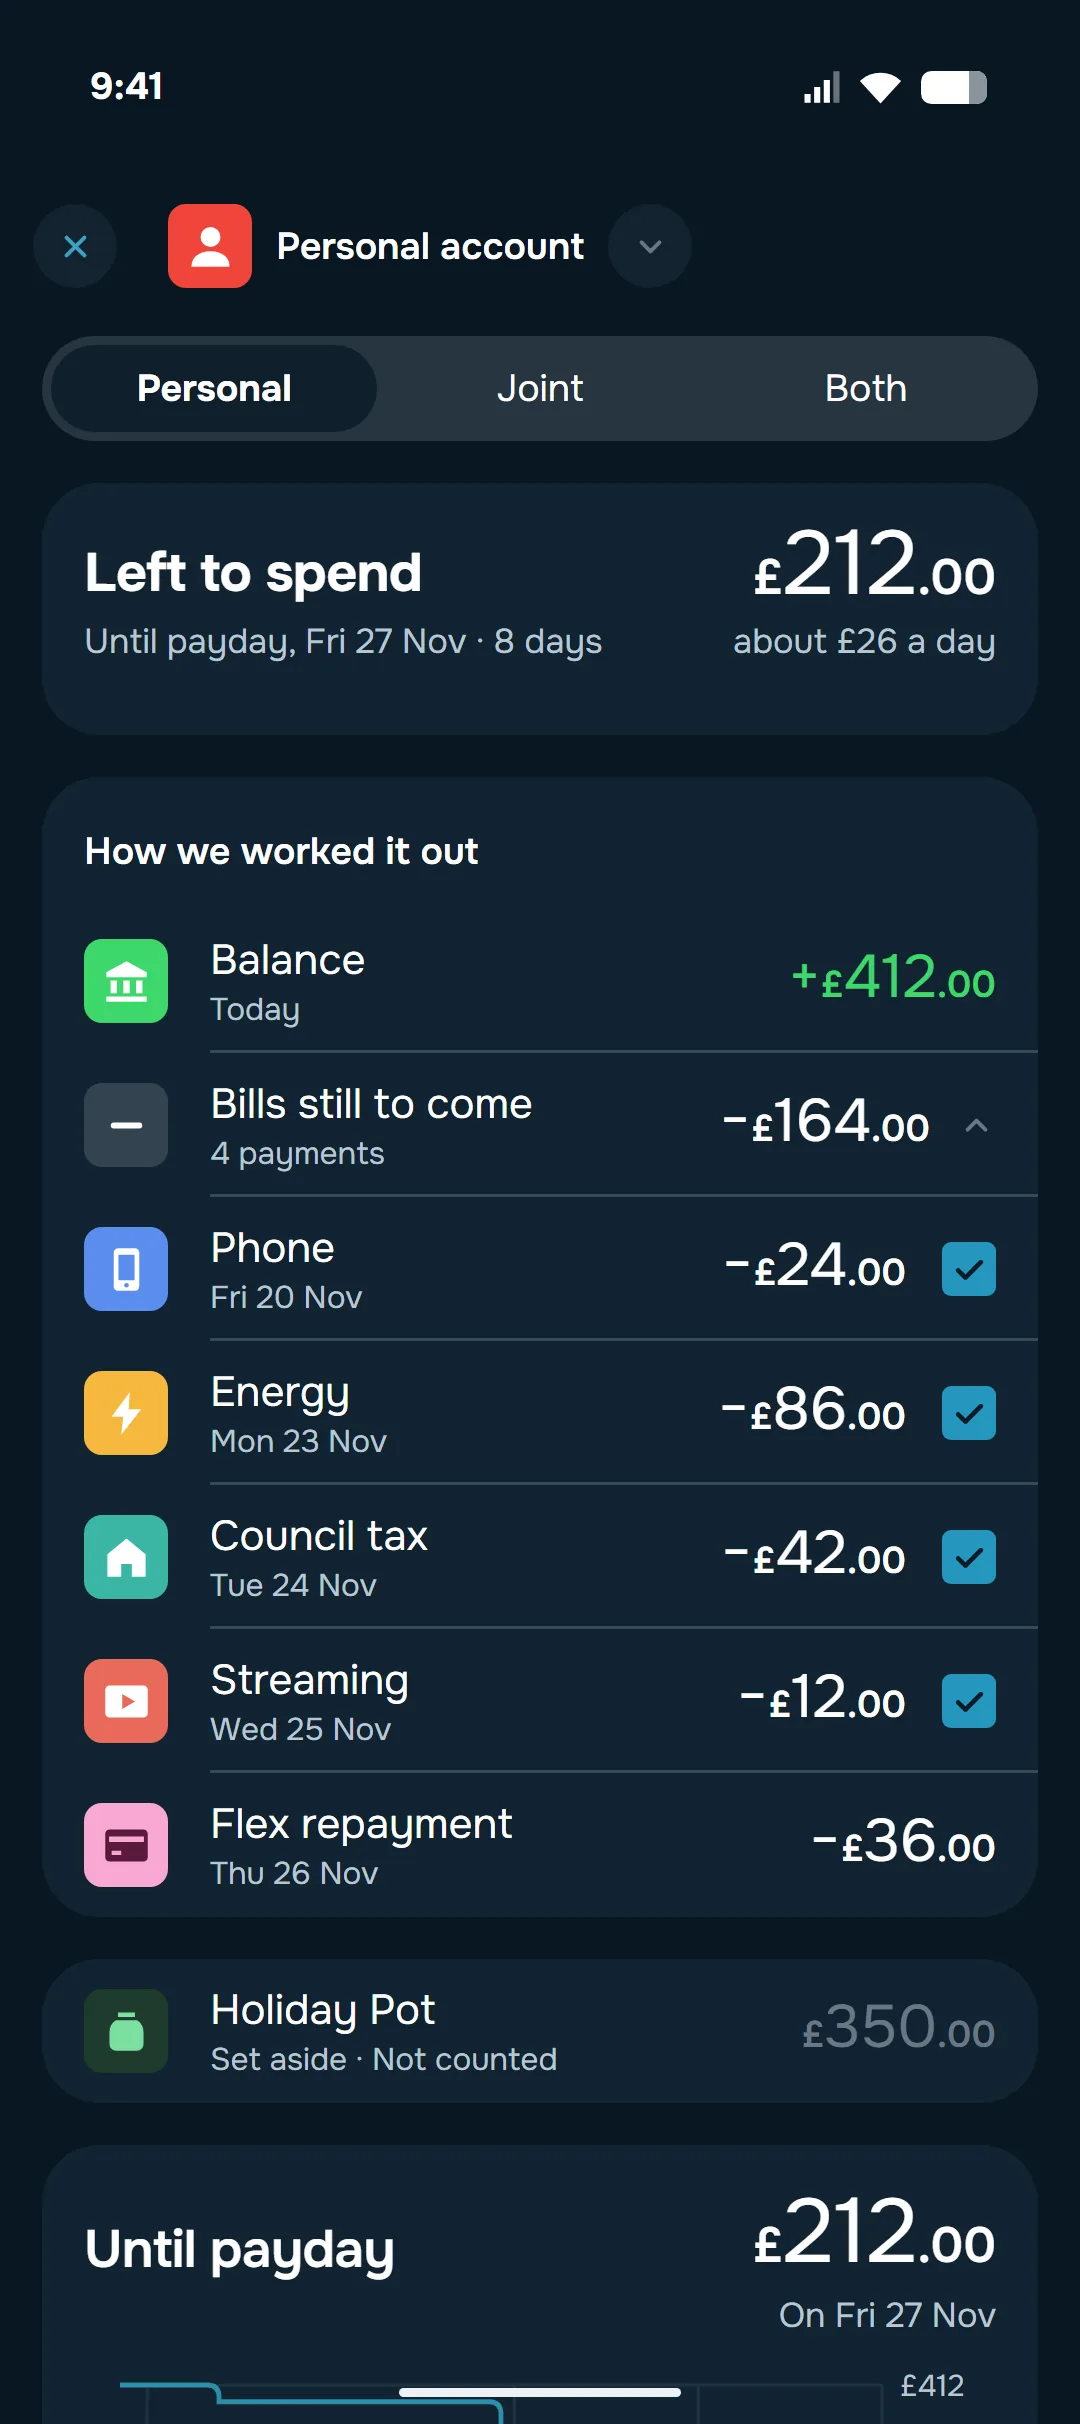 9:41
Personal account
Personal Joint Both
Left to spend £212.00
Until payday, Fri 27 Nov · 8 days about £26 a day
How we worked it out
Balance +£412.00
Today
Bills still to come −£164.00
4 payments
Phone −£24.00
Fri 20 Nov
Energy −£86.00
Mon 23 Nov
Council tax −£42.00
Tue 24 Nov
Streaming −£12.00
Wed 25 Nov
Flex repayment −£36.00
Thu 26 Nov
Holiday Pot £350.00
Set aside · Not counted
Until payday £212.00
On Fri 27 Nov
£412